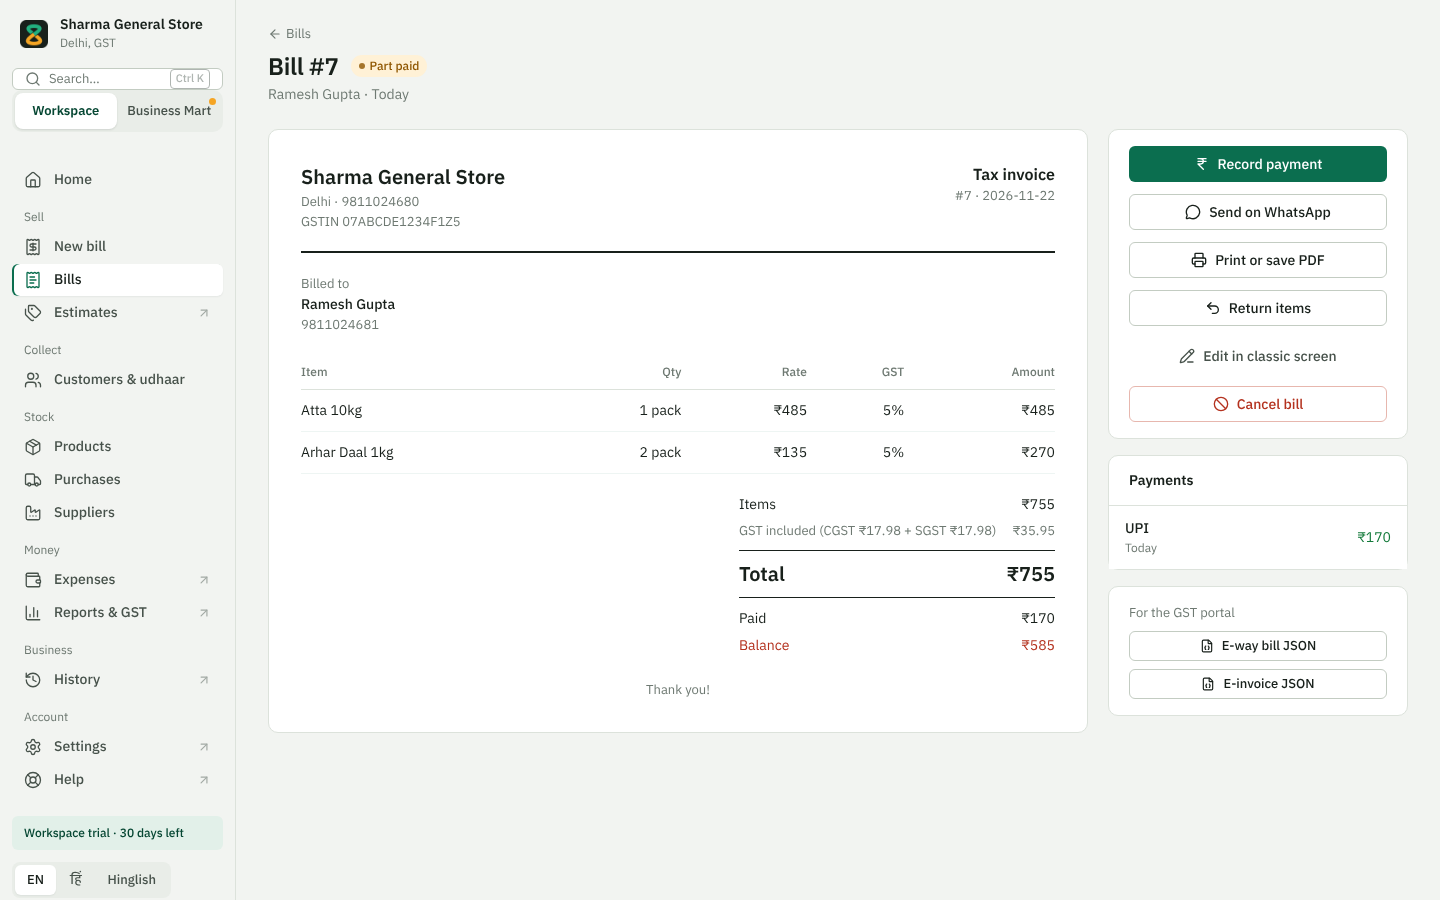 Sharma General Store
Delhi, GST
Search...
Ctrl K
Workspace
Business Mart
Home
Sell
New bill
Bills
Estimates
Collect
Customers & udhaar
Stock
Products
Purchases
Suppliers
Money
Expenses
Reports & GST
Business
History
Account
Settings
Help
Workspace trial · 30 days left
EN
हिं
Hinglish
Bills
Bill #7
Part paid
Ramesh Gupta · Today
Sharma General Store
Delhi · 9811024680
GSTIN 07ABCDE1234F1Z5
Tax invoice
#7 · 2026-11-22
Billed to
Ramesh Gupta
9811024681
Item Qty Rate GST Amount
Atta 10kg 1 pack ₹485 5% ₹485
Arhar Daal 1kg 2 pack ₹135 5% ₹270
Items ₹755
GST included (CGST ₹17.98 + SGST ₹17.98) ₹35.95
Total ₹755
Paid ₹170
Balance ₹585
Thank you!
₹ Record payment
Send on WhatsApp
Print or save PDF
Return items
Edit in classic screen
Cancel bill
Payments
UPI
Today
₹170
For the GST portal
E-way bill JSON
E-invoice JSON